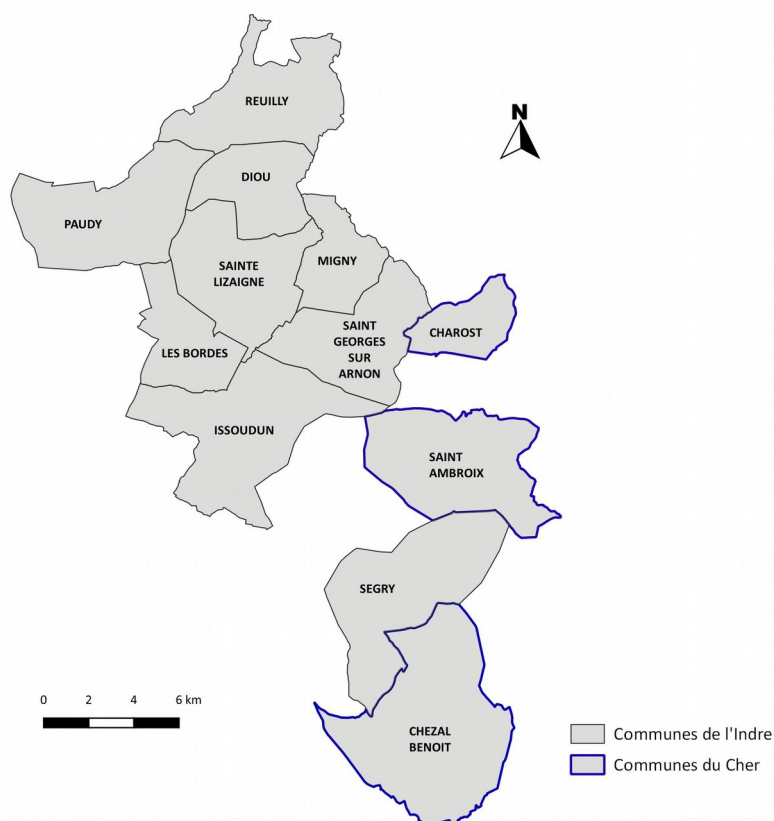 REUILLY
N
DIOU
PAUDY
SAINTE
LIZAIGNE
MIGNY
SAINT
GEORGES
SUR
ARNON
CHAROST
LES BORDES
ISSOUDUN
SAINT
AMBROIX
SEGRY
0 2 4 6 km
CHEZAL
BENOIT
Communes de l'Indre
Communes du Cher